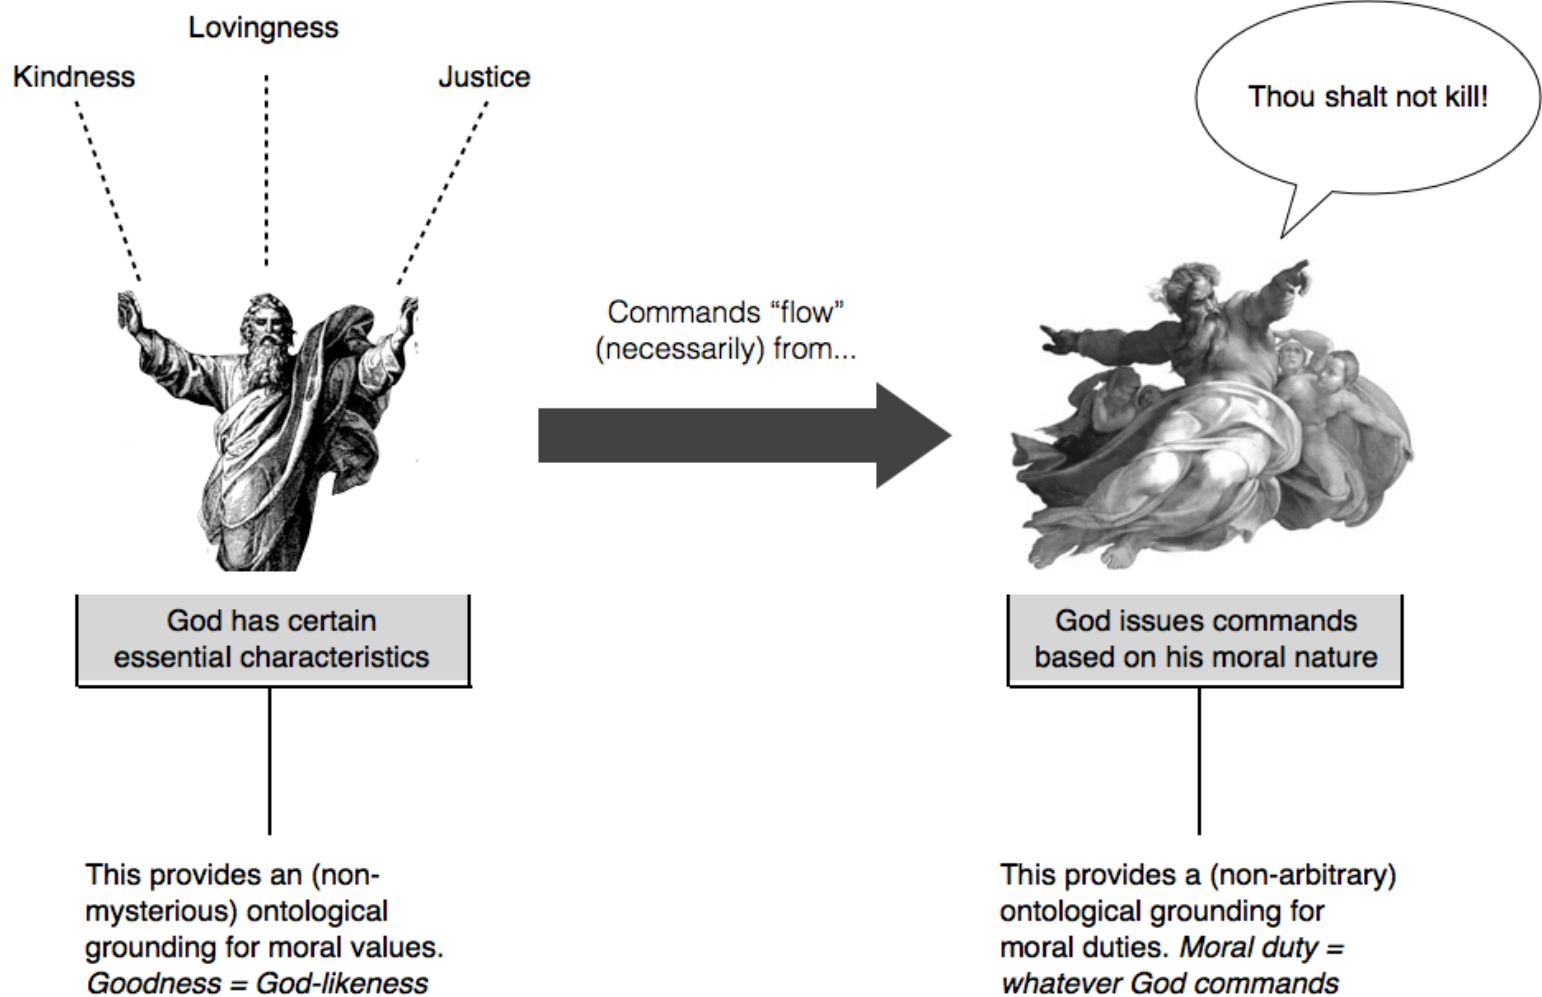 Lovingness
Kindness
Justice
Thou shalt not kill!
Commands “flow”
(necessarily) from...
God has certain
essential characteristics
God issues commands
based on his moral nature
This provides an (non-
mysterious) ontological
grounding for moral values.
Goodness = God-likeness
This provides a (non-arbitrary)
ontological grounding for
moral duties. Moral duty =
whatever God commands